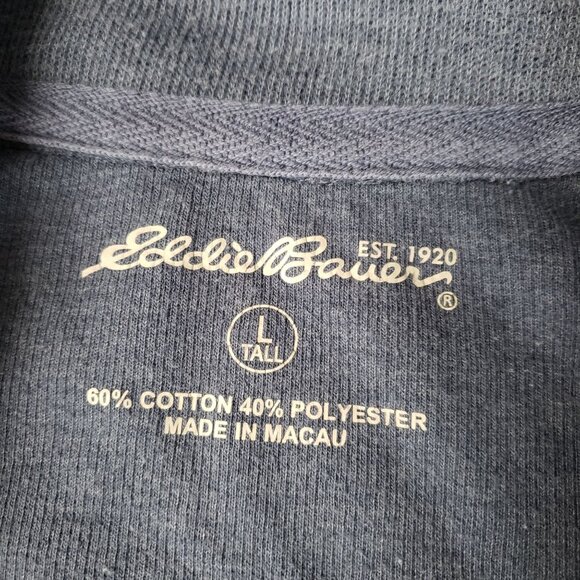 EST. 1920
Eddie Bauer®
L
TALL
60% COTTON 40% POLYESTER
MADE IN MACAU